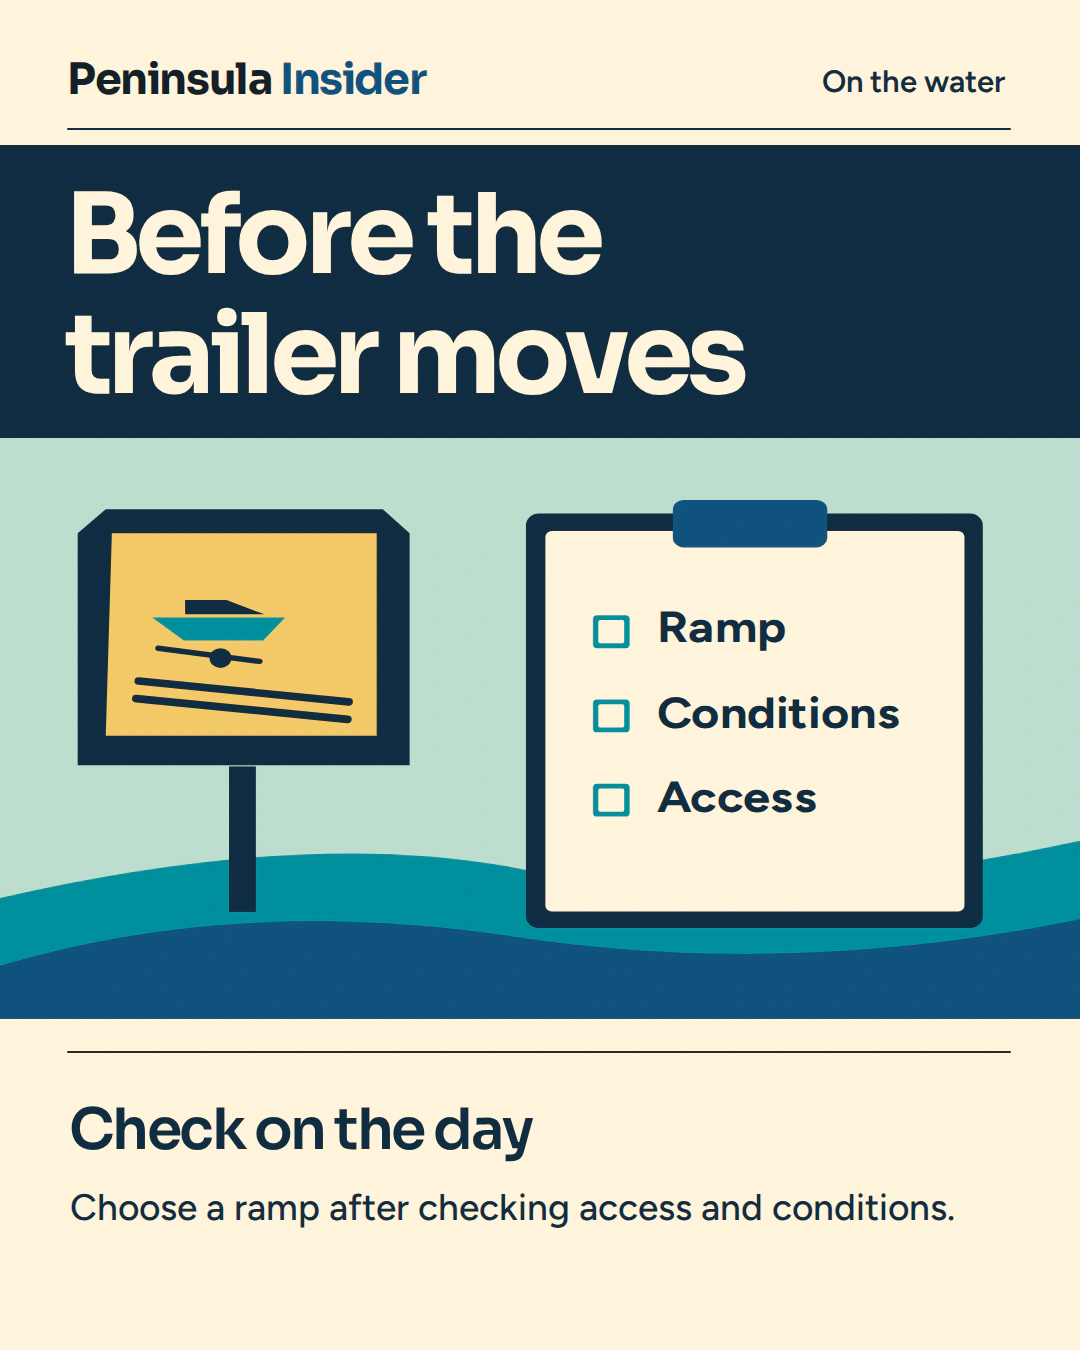 Peninsula Insider
On the water
Before the
trailer moves
Ramp
Conditions
Access
Check on the day
Choose a ramp after checking access and conditions.